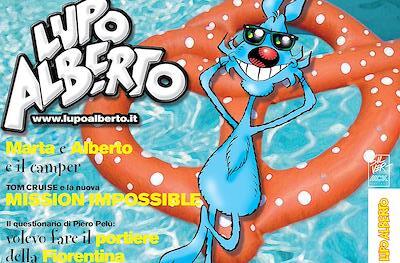 LUPO
ALBERTO
www.lupoalberto.it
Marta e Alberto
e il camper
TOM CRUISE e la nuova
MISSION IMPOSSIBLE
Il questionario di Piero Pelù:
volevo fare il portiere
della Fiorentina
MCK
LUPO ALBERTO